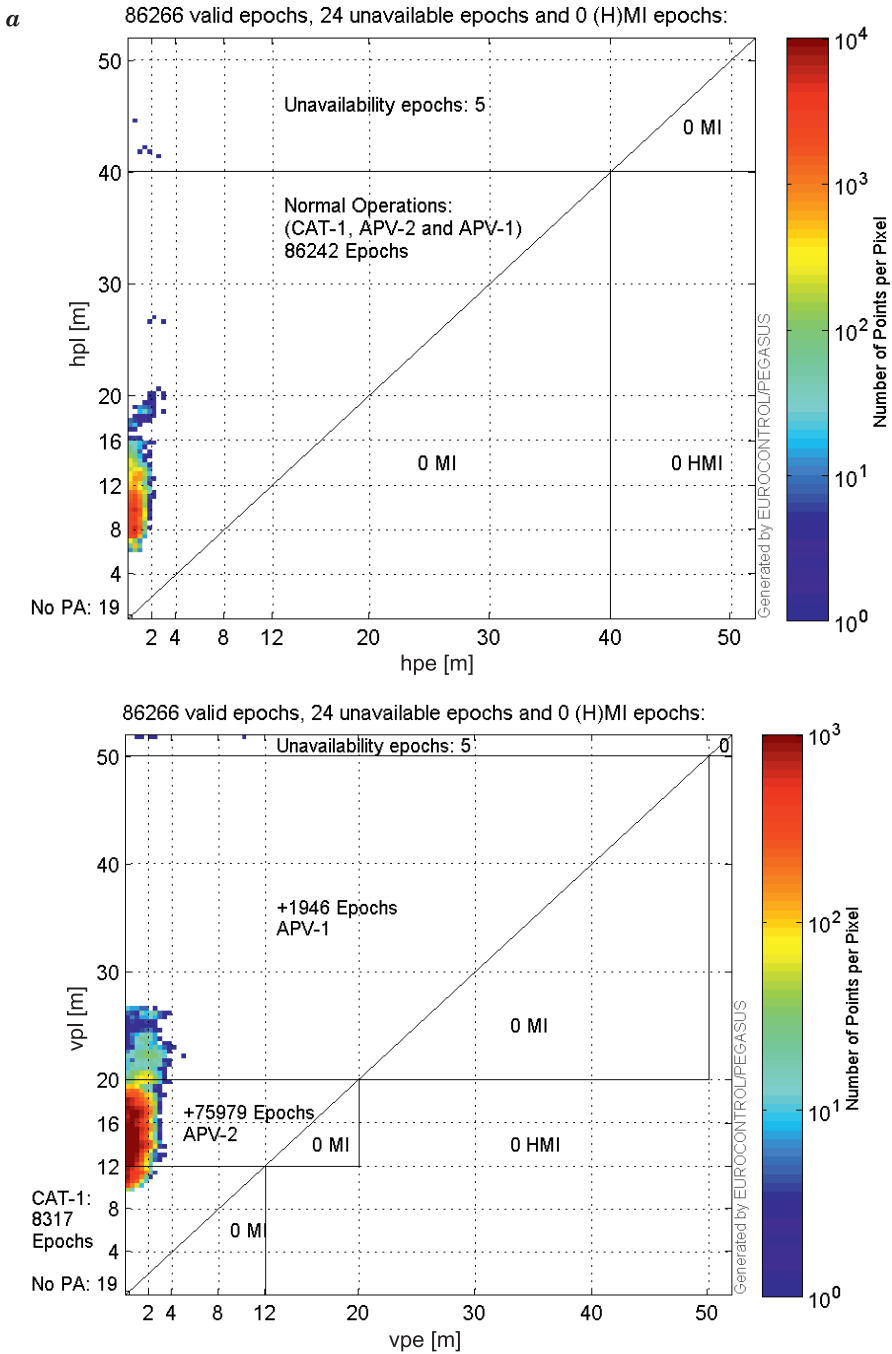 a
86266 valid epochs, 24 unavailable epochs and 0 (H)MI epochs:
50
40
30
20
16
12
8
4
hpl [m]
Unavailability epochs: 5
0 MI
Normal Operations:
(CAT-1, APV-2 and APV-1)
86242 Epochs
0 MI
0 HMI
No PA: 19
2 4 8 12 20 30 40 50
hpe [m]
Generated by EUROCONTROL/PEGASUS
10^4
10^3
10^2
10^1
10^0
Number of Points per Pixel
86266 valid epochs, 24 unavailable epochs and 0 (H)MI epochs:
50
40
30
20
16
12
8
4
vpl [m]
Unavailability epochs: 5
0
+1946 Epochs
APV-1
0 MI
+75979 Epochs
APV-2
0 MI
0 HMI
CAT-1:
8317
Epochs
0 MI
No PA: 19
2 4 8 12 20 30 40 50
vpe [m]
Generated by EUROCONTROL/PEGASUS
10^3
10^2
10^1
10^0
Number of Points per Pixel